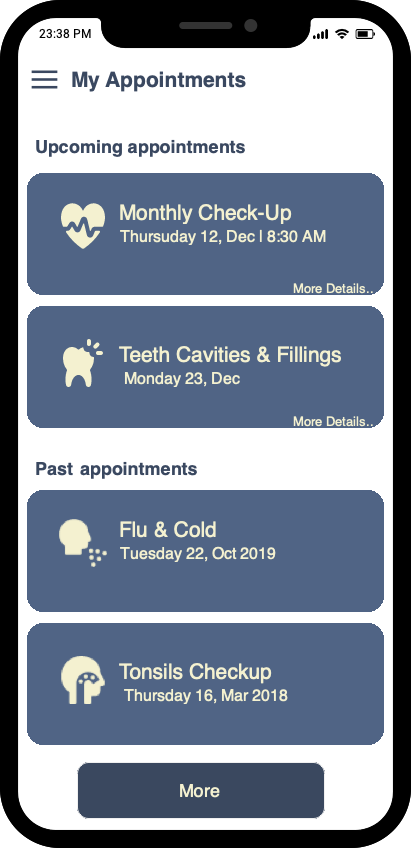 23:38 PM
My Appointments
Upcoming appointments
Monthly Check-Up
Thursuday 12, Dec | 8:30 AM
More Details..
Teeth Cavities & Fillings
Monday 23, Dec
More Details..
Past appointments
Flu & Cold
Tuesday 22, Oct 2019
Tonsils Checkup
Thursday 16, Mar 2018
More